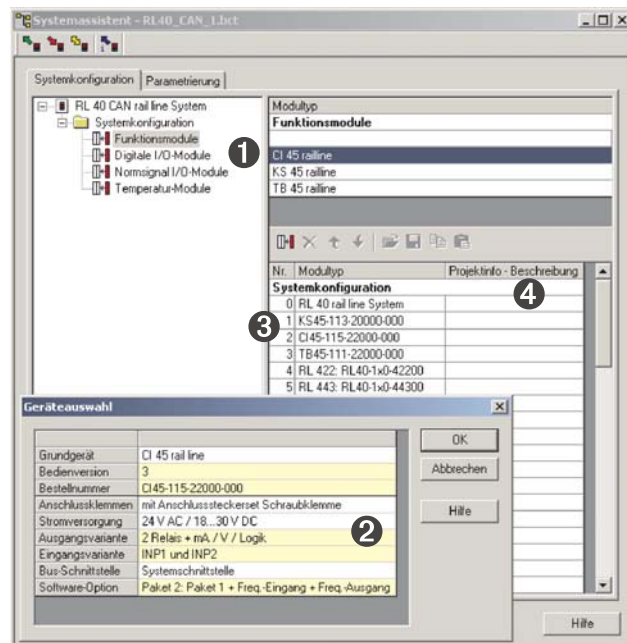 Systemassistent - RL40_CAN_1.bct
Systemkonfiguration
Parametrierung
RL 40 CAN rail line System
Systemkonfiguration
Funktionsmodule
Digitale I/O-Module
Normsignal I/O-Module
Temperatur-Module
1
Modultyp
Funktionsmodule
CI 45 railline
KS 45 railline
TB 45 railline
Nr. Modultyp Projektinfo - Beschreibung
Systemkonfiguration
4
0 RL 40 rail line System
3
1 KS45-113-20000-000
2 CI45-115-22000-000
3 TB45-111-22000-000
4 RL 422: RL40-1x0-42200
5 RL 443: RL40-1x0-44300
Geräteauswahl
Grundgerät CI 45 rail line
Bedienversion 3
Bestellnummer CI45-115-22000-000
Anschlussklemmen mit Anschlusssteckerset Schraubklemme
Stromversorgung 24 V AC / 18...30 V DC
Ausgangsvariante 2 Relais + mA / V / Logik
2
Eingangsvariante INP1 und INP2
Bus-Schnittstelle Systemschnittstelle
Software-Option Paket 2: Paket 1 + Freq.-Eingang + Freq.-Ausgang
OK
Abbrechen
Hilfe
Hilfe